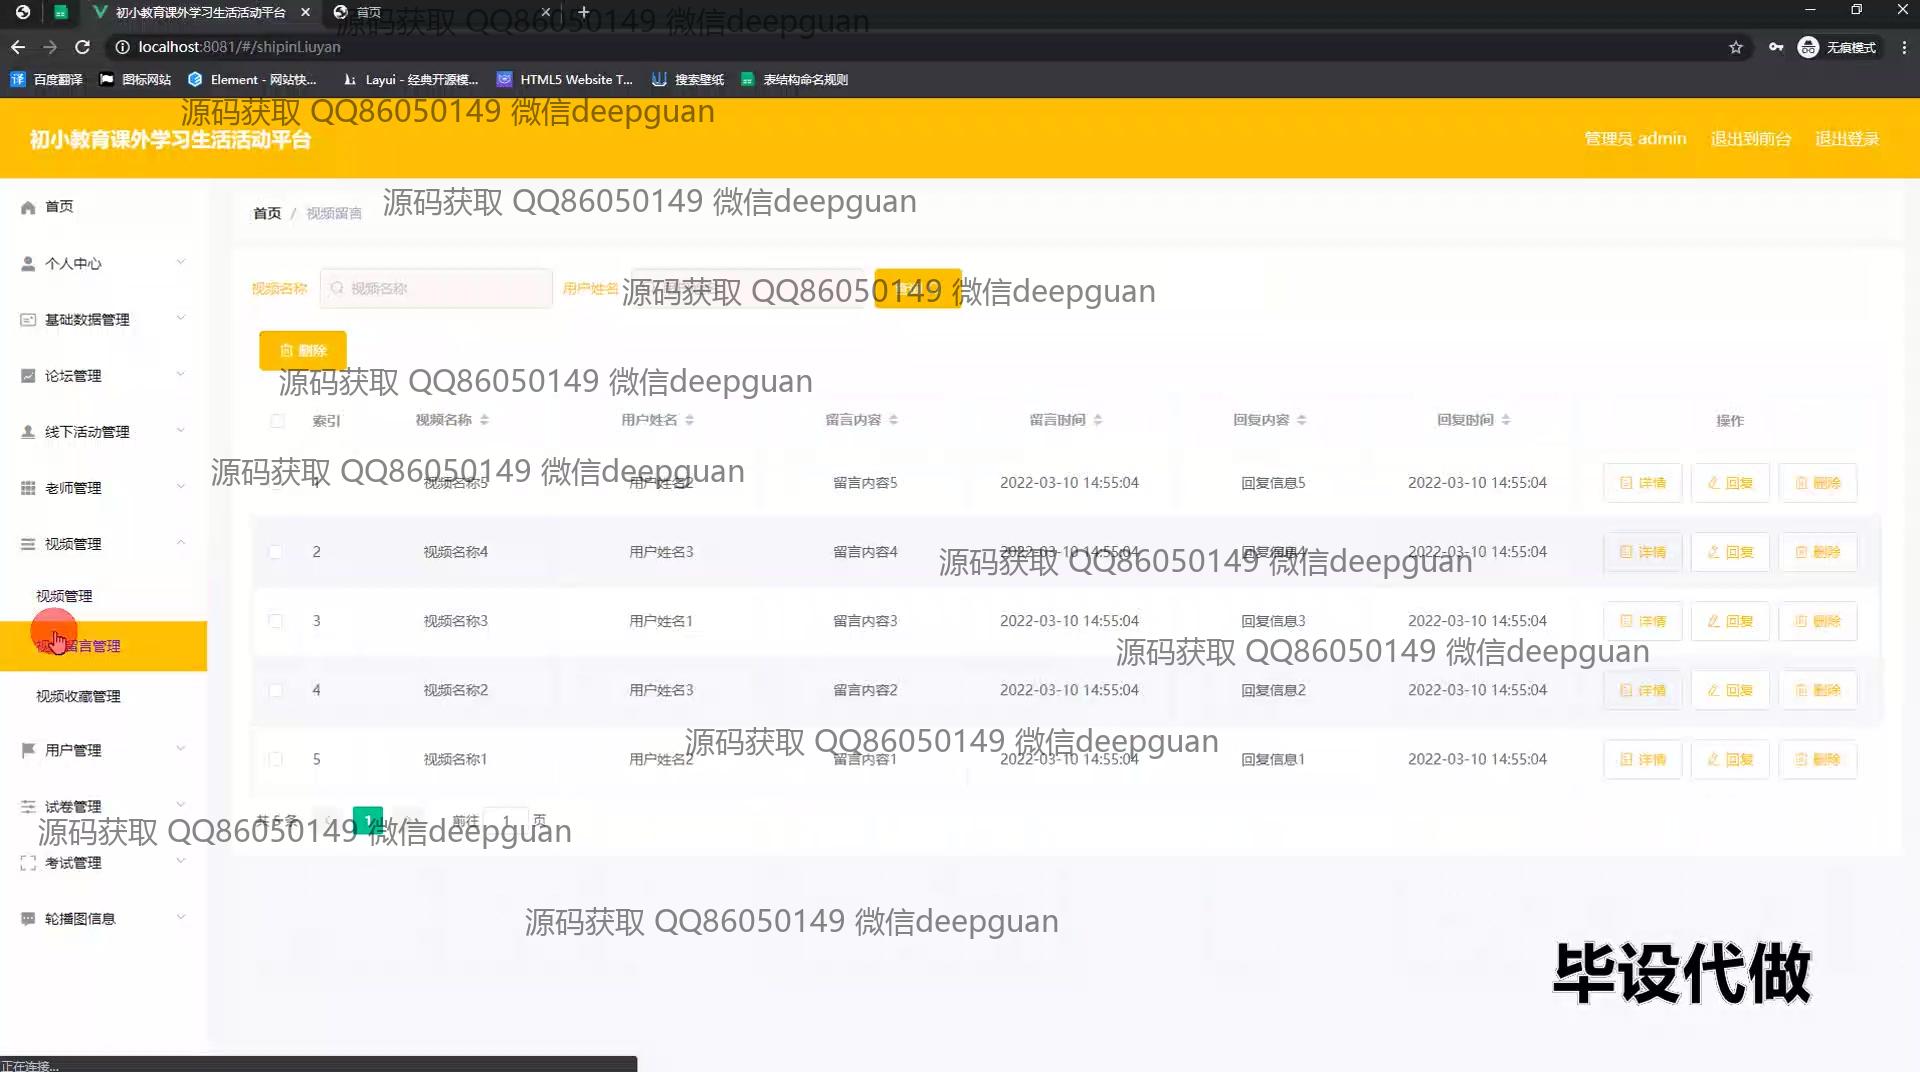 初小教育课外学习生活活动平台
首页
源码获取 QQ86050149 微信deepguan
localhost:8081/#/shipinLiuyan
无痕模式
百度翻译
图标网站
Element - 网站快...
Layui - 经典开源模...
HTML5 Website T...
搜索壁纸
表结构命名规则
源码获取 QQ86050149 微信deepguan
初小教育课外学习生活活动平台
管理员 admin
退出到前台
退出登录
首页
个人中心
基础数据管理
论坛管理
线下活动管理
老师管理
视频管理
视频管理
留言管理
视频收藏管理
用户管理
试卷管理
考试管理
轮播图信息
首页 / 视频留言
源码获取 QQ86050149 微信deepguan
视频名称
视频名称
用户姓名
源码获取 QQ86050149 微信deepguan
删除
源码获取 QQ86050149 微信deepguan
索引 视频名称 用户姓名 留言内容 留言时间 回复内容 回复时间 操作
源码获取 QQ86050149 微信deepguan
1 视频名称5 用户姓名2 留言内容5 2022-03-10 14:55:04 回复信息5 2022-03-10 14:55:04 详情 回复 删除
2 视频名称4 用户姓名3 留言内容4 2022-03-10 14:55:04 回复信息4 2022-03-10 14:55:04 详情 回复 删除
源码获取 QQ86050149 微信deepguan
3 视频名称3 用户姓名1 留言内容3 2022-03-10 14:55:04 回复信息3 2022-03-10 14:55:04 详情 回复 删除
源码获取 QQ86050149 微信deepguan
4 视频名称2 用户姓名3 留言内容2 2022-03-10 14:55:04 回复信息2 2022-03-10 14:55:04 详情 回复 删除
源码获取 QQ86050149 微信deepguan
5 视频名称1 用户姓名2 留言内容1 2022-03-10 14:55:04 回复信息1 2022-03-10 14:55:04 详情 回复 删除
共 5 条 1 前往 1 页
源码获取 QQ86050149 微信deepguan
源码获取 QQ86050149 微信deepguan
毕设代做
正在连接...